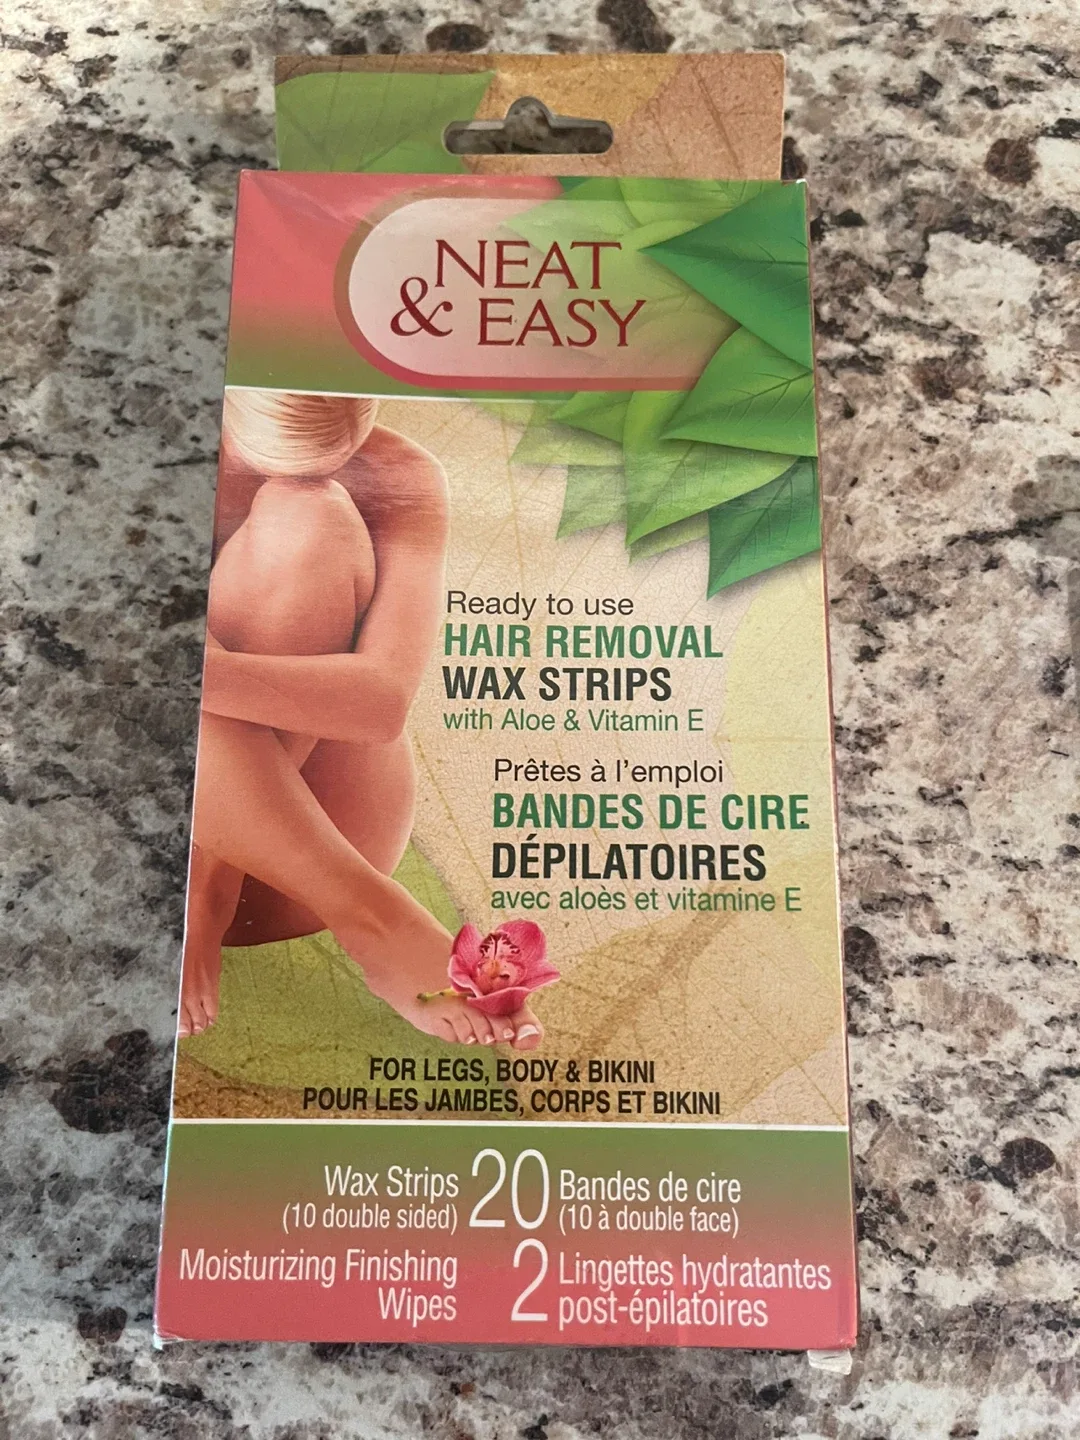 NEAT
& EASY
Ready to use
HAIR REMOVAL
WAX STRIPS
with Aloe & Vitamin E
Prêtes à l'emploi
BANDES DE CIRE
DÉPILATOIRES
avec aloès et vitamine E
FOR LEGS, BODY & BIKINI
POUR LES JAMBES, CORPS ET BIKINI
Wax Strips 20 Bandes de cire
(10 double sided) (10 à double face)
Moisturizing Finishing 2 Lingettes hydratantes
Wipes post-épilatoires